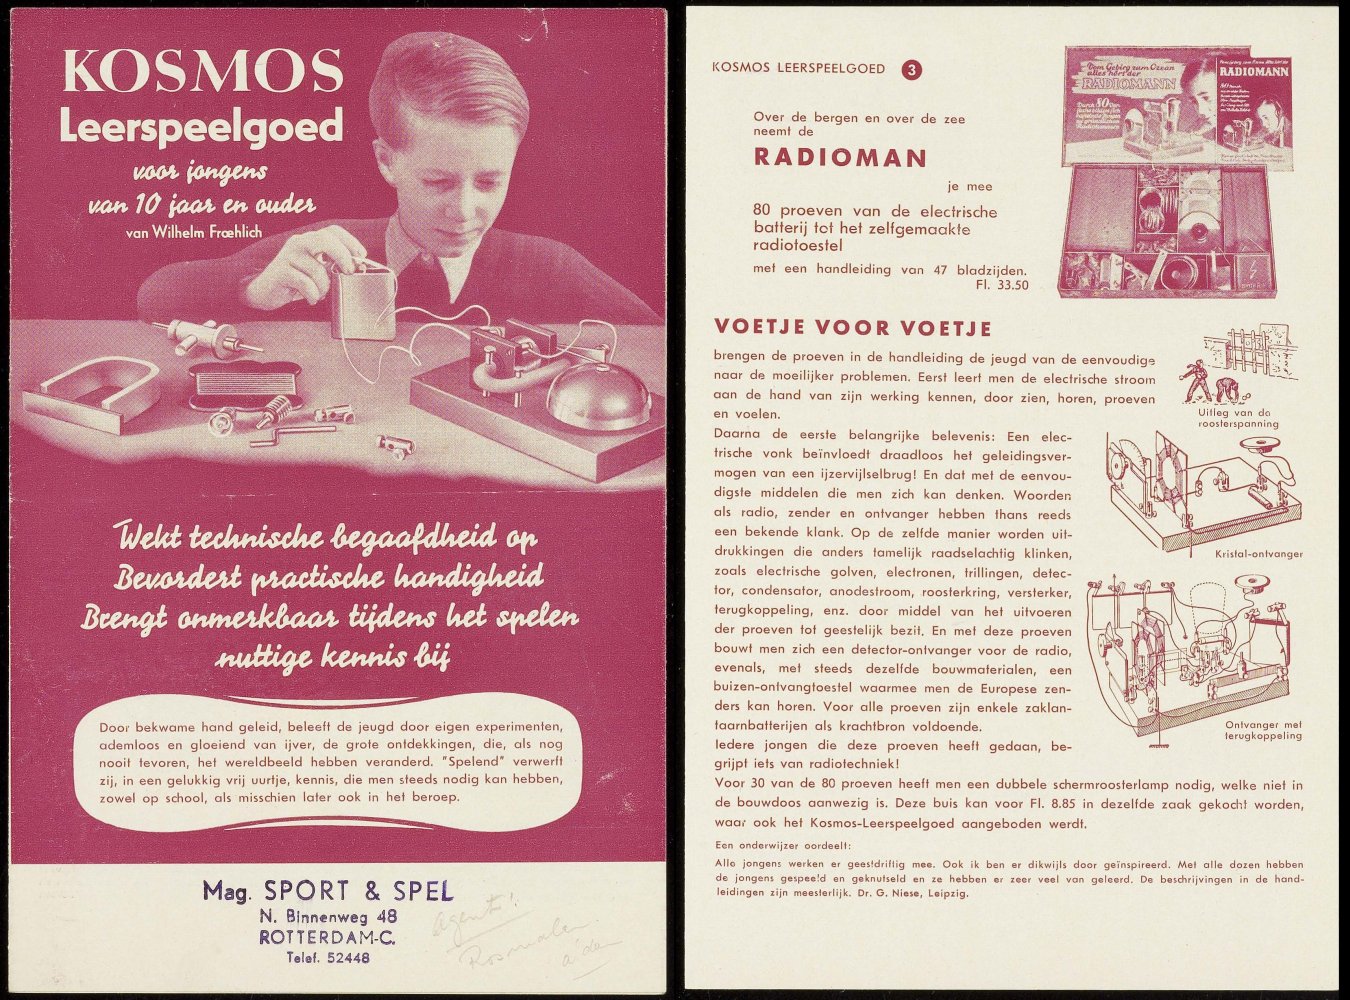 KOSMOS
Leerspeelgoed
voor jongens
van 10 jaar en ouder
van Wilhelm Frœhlich
Wekt technische begaafdheid op
Bevordert practische handigheid
Brengt onmerkbaar tijdens het spelen
nuttige kennis bij
Door bekwame hand geleid, beleeft de jeugd door eigen experimenten,
ademloos en gloeiend van ijver, de grote ontdekkingen, die, als nog
nooit tevoren, het wereldbeeld hebben veranderd. "Spelend" verwerft
zij, in een gelukkig vrij uurtje, kennis, die men steeds nodig kan hebben,
zowel op school, als misschien later ook in het beroep.
Mag. SPORT & SPEL
N. Binnenweg 48
ROTTERDAM-C.
Telef. 52448
agent!
Rosmalen
KOSMOS LEERSPEELGOED 3
Over de bergen en over de zee
neemt de
RADIOMAN
je mee
80 proeven van de electrische
batterij tot het zelfgemaakte
radiotoestel
met een handleiding van 47 bladzijden.
Fl. 33.50
Vom Gebirg zum Ozean
alles hört der
RADIOMANN
RADIOMANN
VOETJE VOOR VOETJE
brengen de proeven in de handleiding de jeugd van de eenvoudige
naar de moeilijker problemen. Eerst leert men de electrische stroom
aan de hand van zijn werking kennen, door zien, horen, proeven
en voelen.
Daarna de eerste belangrijke belevenis: Een elec-
trische vonk beïnvloedt draadloos het geleidingsver-
mogen van een ijzervijlselbrug! En dat met de eenvou-
digste middelen die men zich kan denken. Woorden
als radio, zender en ontvanger hebben thans reeds
een bekende klank. Op de zelfde manier worden uit-
drukkingen die anders tamelijk raadselachtig klinken,
zoals electrische golven, electronen, trillingen, detec-
tor, condensator, anodestroom, roosterkring, versterker,
terugkoppeling, enz. door middel van het uitvoeren
der proeven tot geestelijk bezit. En met deze proeven
bouwt men zich een detector-ontvanger voor de radio,
evenals, met steeds dezelfde bouwmaterialen, een
buizen-ontvangtoestel waarmee men de Europese zen-
ders kan horen. Voor alle proeven zijn enkele zaklan-
taarnbatterijen als krachtbron voldoende.
Iedere jongen die deze proeven heeft gedaan, be-
grijpt iets van radiotechniek!
Voor 30 van de 80 proeven heeft men een dubbele schermroosterlamp nodig, welke niet in
de bouwdoos aanwezig is. Deze buis kan voor Fl. 8.85 in dezelfde zaak gekocht worden,
waar ook het Kosmos-Leerspeelgoed aangeboden werdt.
Een onderwijzer oordeelt:
Alle jongens werken er geestdriftig mee. Ook ik ben er dikwijls door geïnspireerd. Met alle dozen hebben
de jongens gespeeld en geknutseld en ze hebben er zeer veel van geleerd. De beschrijvingen in de hand-
leidingen zijn meesterlijk. Dr. G. Niese, Leipzig.
Uitleg van de
roosterspanning
Kristal-ontvanger
Ontvanger met
terugkoppeling